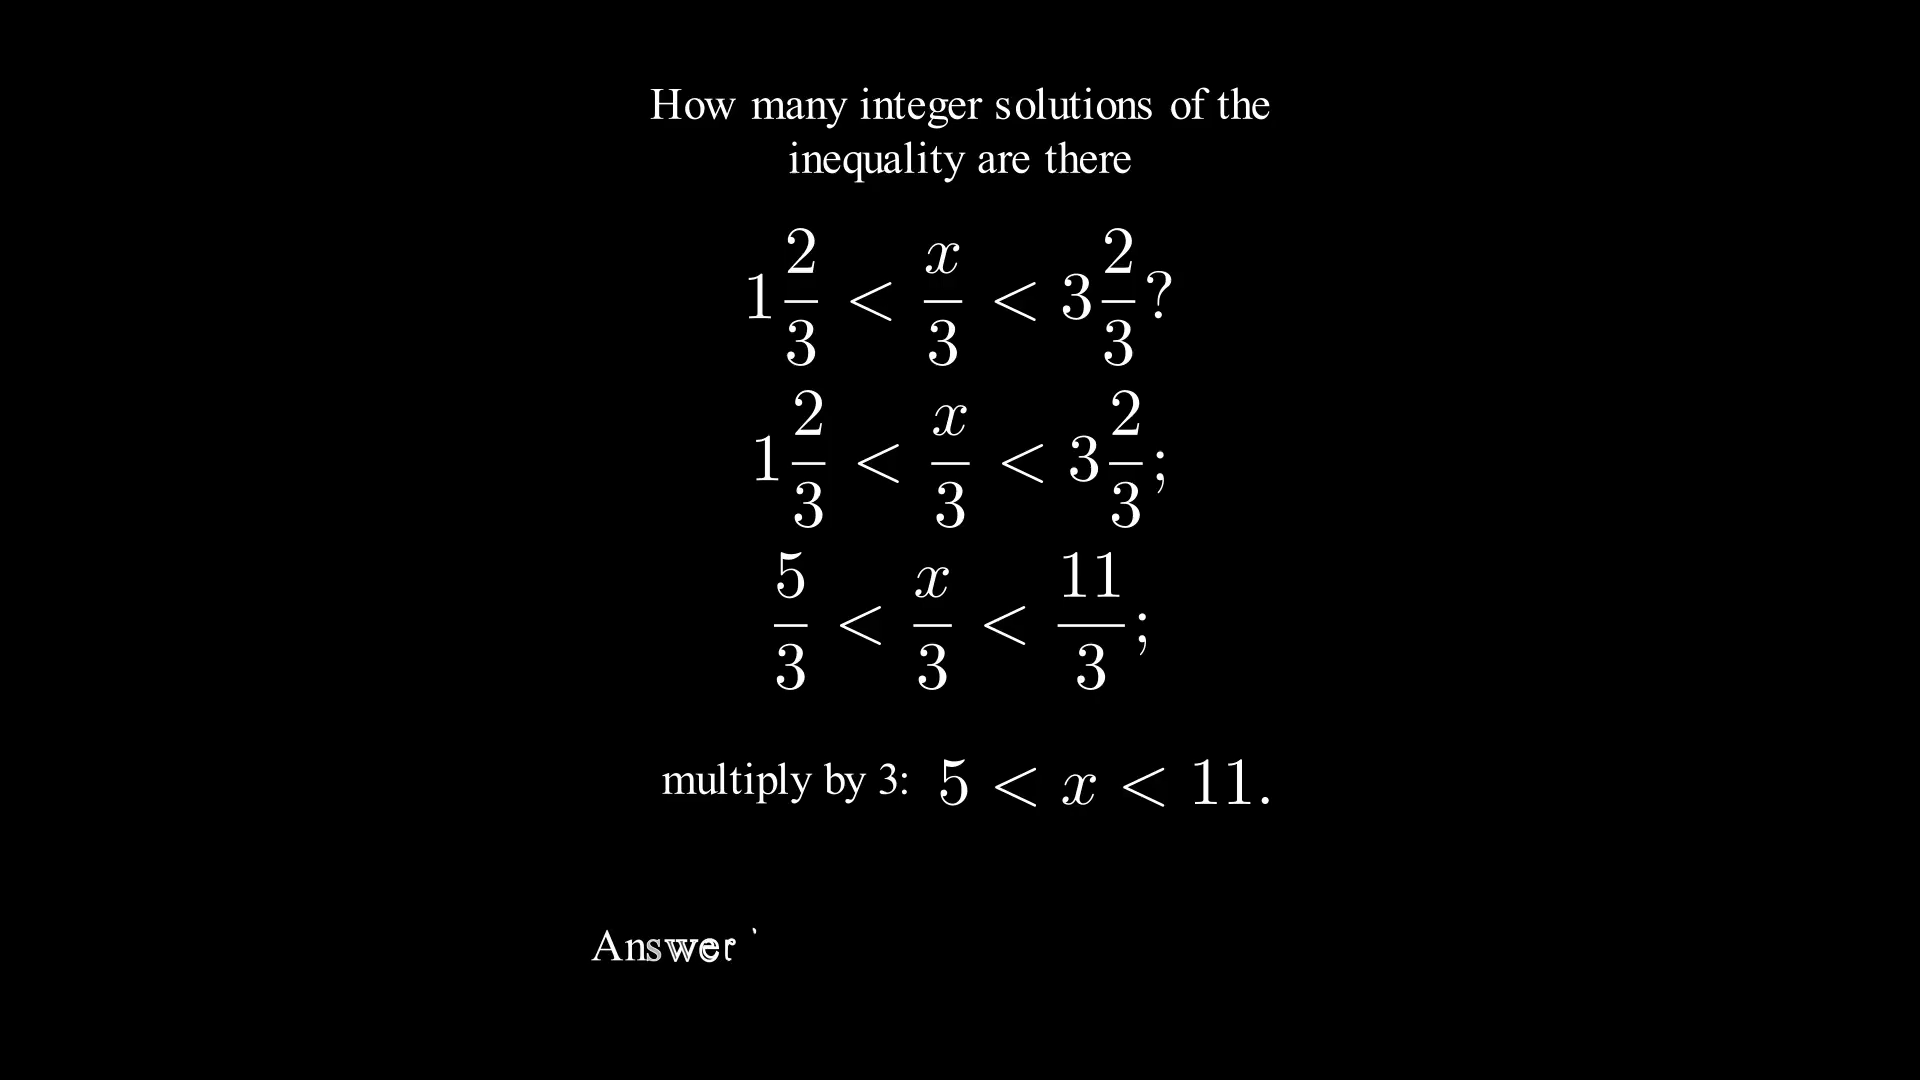 How many integer solutions of the
inequality are there
1 2/3 < x/3 < 3 2/3?
1 2/3 < x/3 < 3 2/3;
5/3 < x/3 < 11/3;
multiply by 3: 5 < x < 11.
Answer